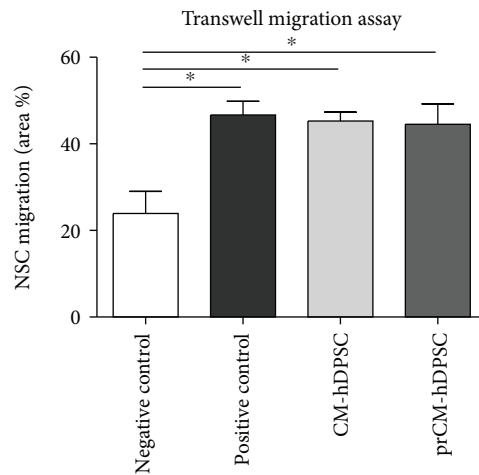 Transwell migration assay
*
*
*
NSC migration (area %)
60
40
20
0
Negative control
Positive control
CM-hDPSC
prCM-hDPSC